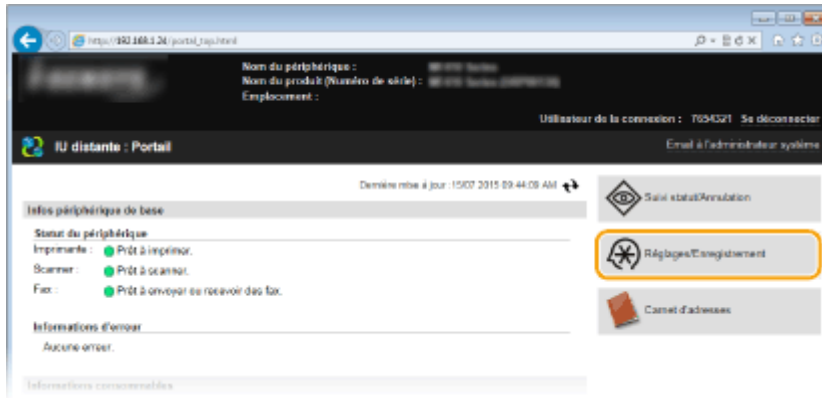 http://192.168.1.24/portal_top.html
Nom du périphérique :
Nom du produit (Numéro de série) :
Emplacement :
Utilisateur de la connexion : 7654321 Se déconnecter
IU distante : Portail
Email à l'administrateur système
Dernière mise à jour : 15/07 2015 09:44:09 AM
Infos périphérique de base
Statut du périphérique
Imprimante : Prêt à imprimer.
Scanner : Prêt à scanner.
Fax : Prêt à envoyer ou recevoir des fax.
Informations d'erreur
Aucune erreur.
Informations consommables
Suivi statut/Annulation
Réglages/Enregistrement
Carnet d'adresses